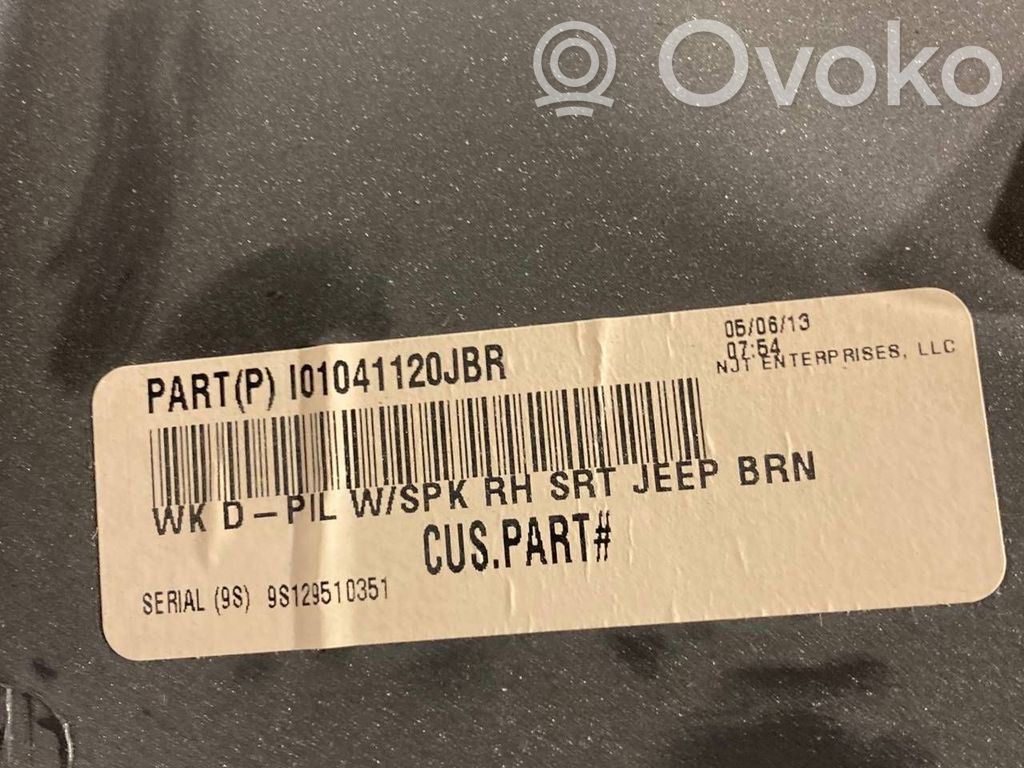 Ovoko
05/06/13
07:54
NJT ENTERPRISES, LLC
PART(P) I01041120JBR
WK D-PIL W/SPK RH SRT JEEP BRN
CUS.PART#
SERIAL (9S) 9S129510351